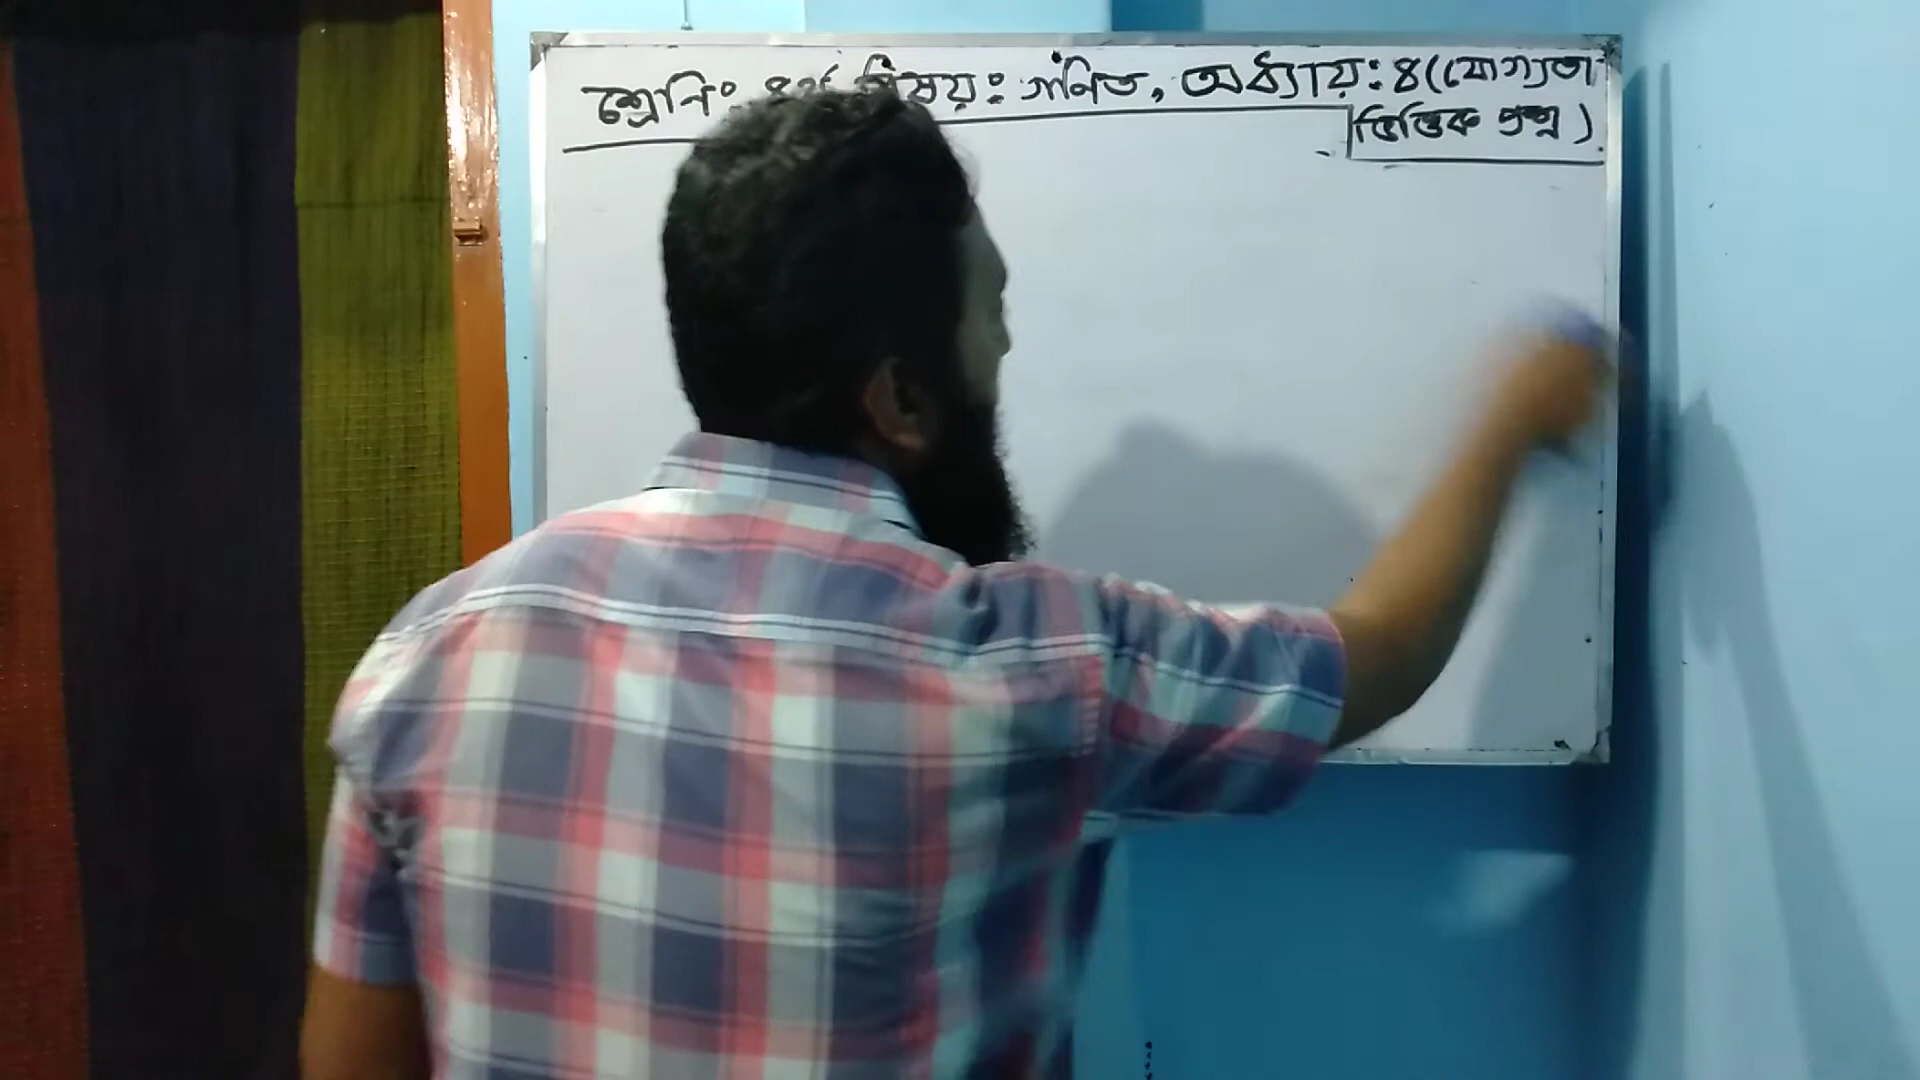 শ্রেনিঃ ৪র্থ বিষয়ঃ গণিত, অধ্যায়ঃ ৪ (যোগ্যতা
ভিত্তিক প্রশ্ন)